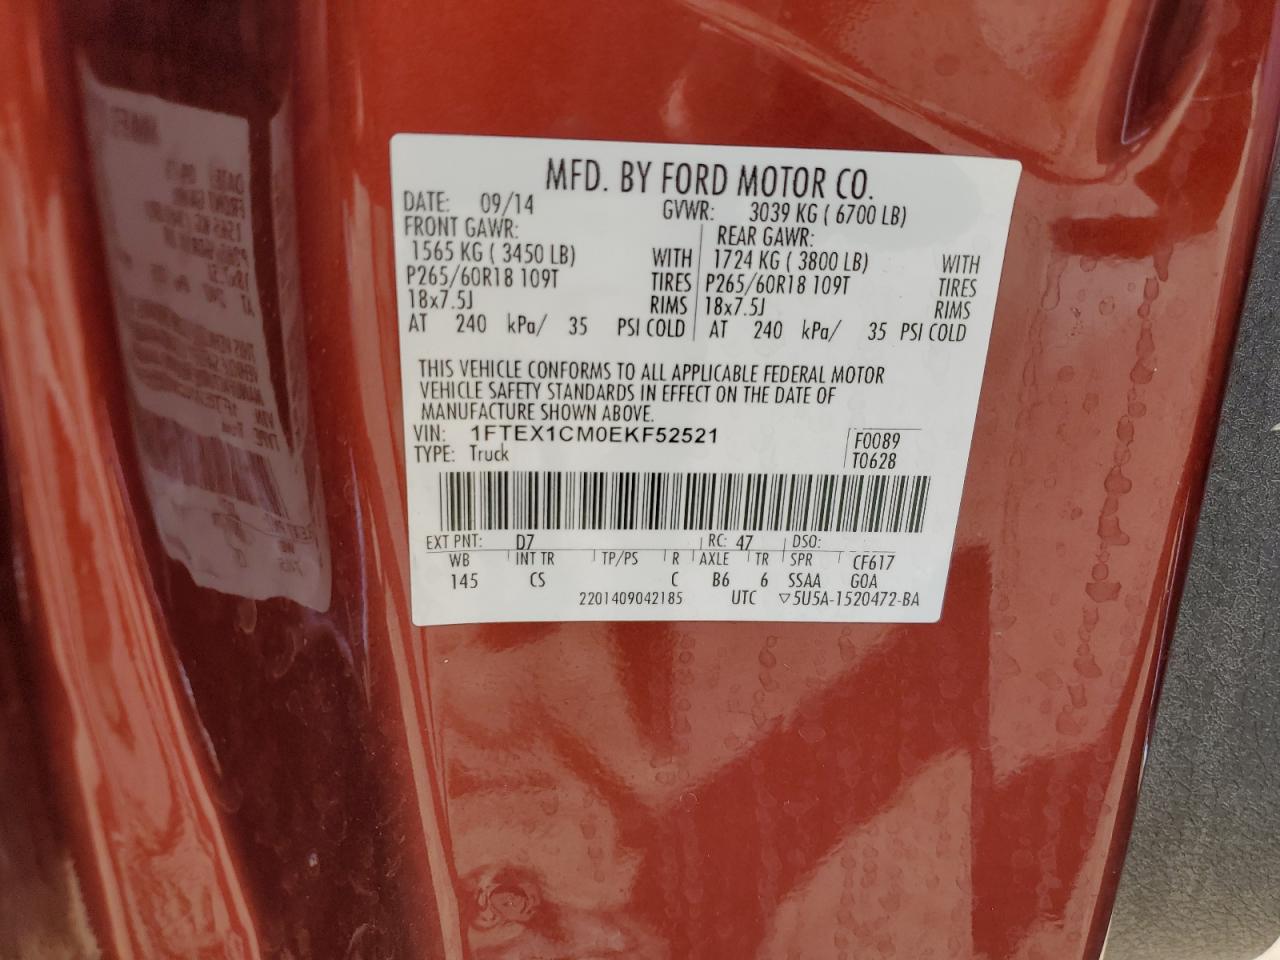 MFD. BY FORD MOTOR CO.
DATE: 09/14 GVWR: 3039 KG ( 6700 LB)
FRONT GAWR: REAR GAWR:
1565 KG ( 3450 LB) WITH 1724 KG ( 3800 LB) WITH
P265/60R18 109T TIRES P265/60R18 109T TIRES
18x7.5J RIMS 18x7.5J RIMS
AT 240 kPa/ 35 PSI COLD AT 240 kPa/ 35 PSI COLD
THIS VEHICLE CONFORMS TO ALL APPLICABLE FEDERAL MOTOR
VEHICLE SAFETY STANDARDS IN EFFECT ON THE DATE OF
MANUFACTURE SHOWN ABOVE.
VIN: 1FTEX1CM0EKF52521 F0089
TYPE: Truck T0628
EXT PNT: D7 RC: 47 DSO:
WB INT TR TP/PS R AXLE TR SPR CF617
145 CS C B6 6 SSAA GOA
2201409042185 UTC ▽5U5A-1520472-BA